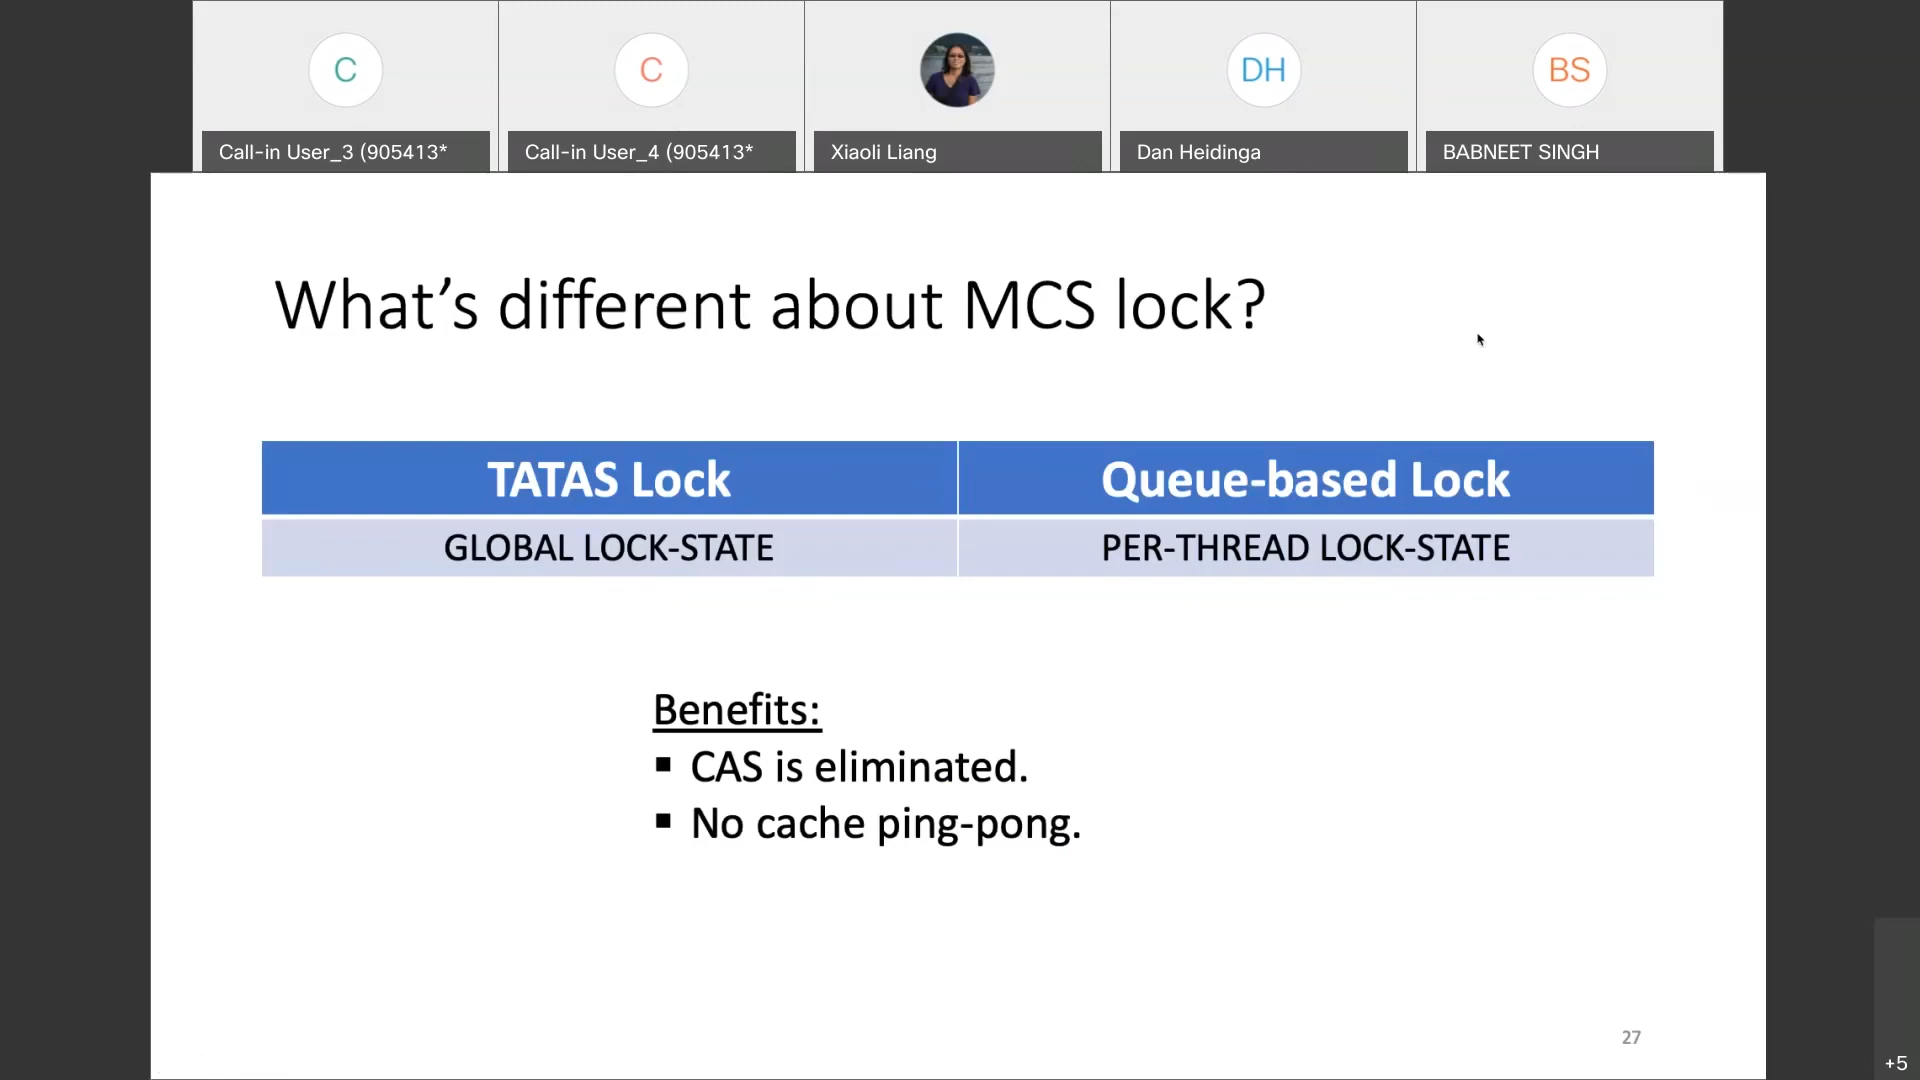 C
C
DH
BS
Call-in User_3 (905413*
Call-in User_4 (905413*
Xiaoli Liang
Dan Heidinga
BABNEET SINGH
What’s different about MCS lock?
TATAS Lock
Queue-based Lock
GLOBAL LOCK-STATE
PER-THREAD LOCK-STATE
Benefits:
▪ CAS is eliminated.
▪ No cache ping-pong.
27
+5